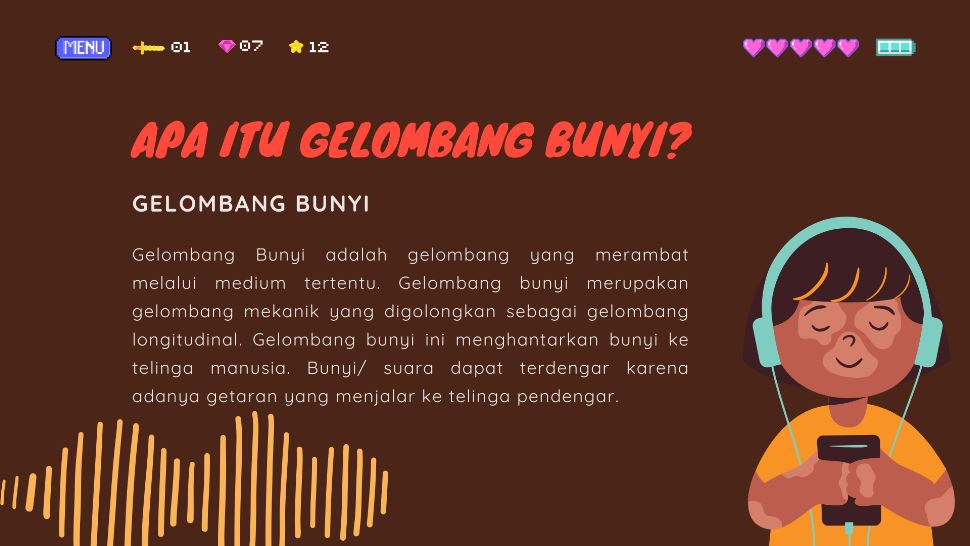 MENU 01 07 12
APA ITU GELOMBANG BUNYI?
GELOMBANG BUNYI
Gelombang Bunyi adalah gelombang yang merambat
melalui medium tertentu. Gelombang bunyi merupakan
gelombang mekanik yang digolongkan sebagai gelombang
longitudinal. Gelombang bunyi ini menghantarkan bunyi ke
telinga manusia. Bunyi/ suara dapat terdengar karena
adanya getaran yang menjalar ke telinga pendengar.